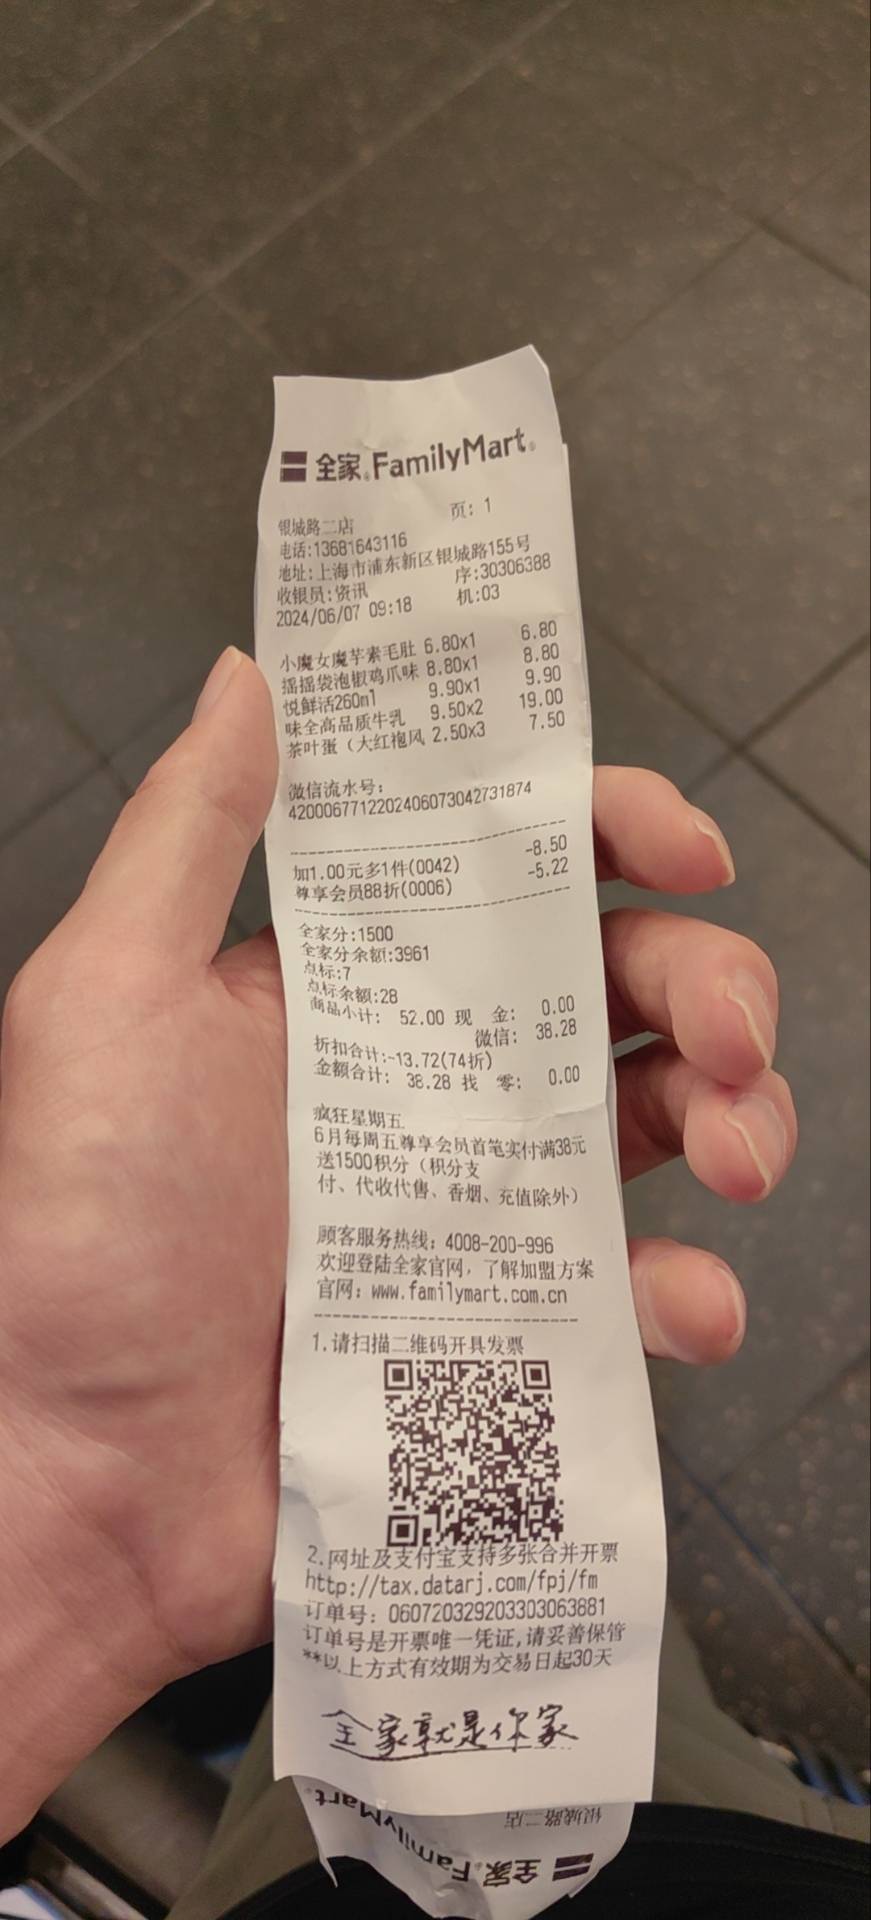 全家 FamilyMart
页: 1
银城路二店
电话:13681643116
地址:上海市浦东新区银城路155号
收银员:资讯 序:30306388
2024/06/07 09:18 机:03
小魔女魔芋素毛肚 6.80x1 6.80
摇摇袋泡椒鸡爪味 8.80x1 8.80
悦鲜活260ml 9.90x1 9.90
味全高品质牛乳 9.50x2 19.00
茶叶蛋（大红袍风 2.50x3 7.50
微信流水号:
4200067712202406073042731874
加1.00元多1件(0042) -8.50
尊享会员88折(0006) -5.22
全家分:1500
全家分余额:3961
点标:7
点标余额:28
商品小计: 52.00 现 金: 0.00
微信: 38.28
折扣合计:-13.72(74折)
金额合计: 38.28 找 零: 0.00
疯狂星期五
6月每周五尊享会员首笔实付满38元
送1500积分（积分支
付、代收代售、香烟、充值除外）
顾客服务热线：4008-200-996
欢迎登陆全家官网，了解加盟方案
官网：www.familymart.com.cn
1.请扫描二维码开具发票
2.网址及支付宝支持多张合并开票
http://tax.datarj.com/fpj/fm
订单号：060720329203303063881
订单号是开票唯一凭证,请妥善保管
**以上方式有效期为交易日起30天
全家就是你家
银城路二店
全家 FamilyMart